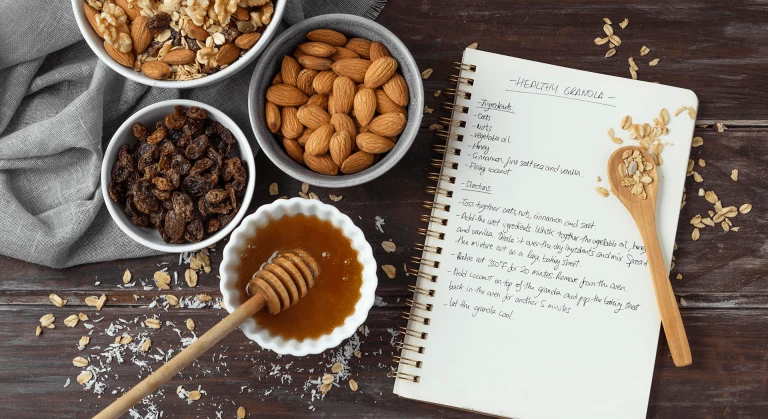 - HEALTHY GRANOLA -
- Ingredients:
- Oats
- Nuts
- Vegetable oil
- Honey
- Cinnamon, fine salt and vanilla
- Flaky coconut
- Directions:
- Toss together oats, nuts, cinnamon and salt
- Add the wet ingredients. Whisk together the vegetable oil, honey
and vanilla. Drizzle it over the dry ingredients and mix. Spread
the mixture out on a large baking sheet.
- Bake at 350°F for 20 minutes. Remove from the oven.
- Add coconut on top of the granola and pop the baking sheet
back in the oven for another 5 minutes
- Let the granola cool.